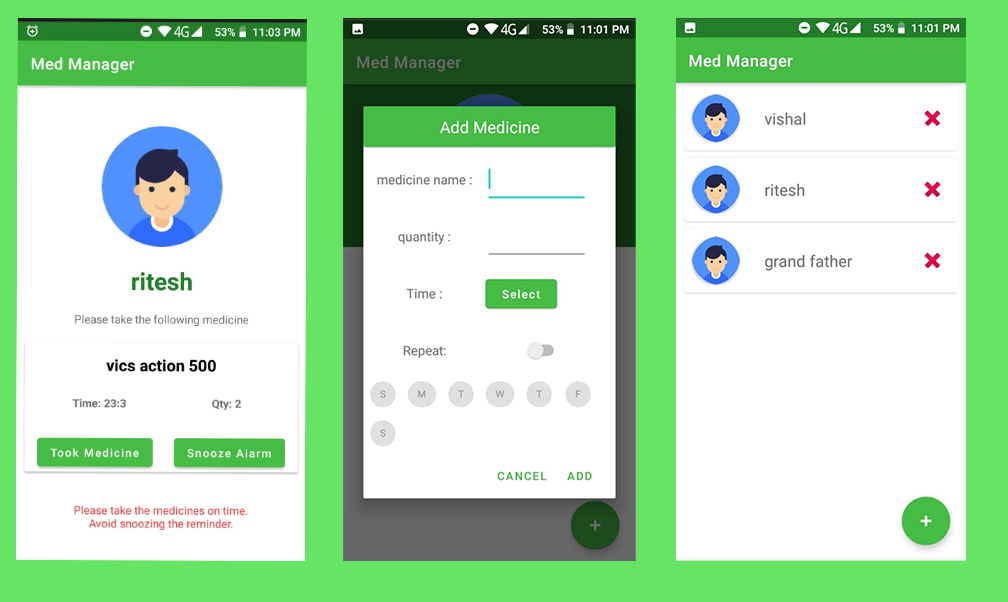 4G 53% 11:03 PM
Med Manager
ritesh
Please take the following medicine
vics action 500
Time: 23:3 Qty: 2
Took Medicine Snooze Alarm
Please take the medicines on time.
Avoid snoozing the reminder.
4G 53% 11:01 PM
Med Manager
Add Medicine
medicine name :
quantity :
Time : Select
Repeat:
S M T W T F
S
CANCEL ADD
+
4G 53% 11:01 PM
Med Manager
vishal
ritesh
grand father
+